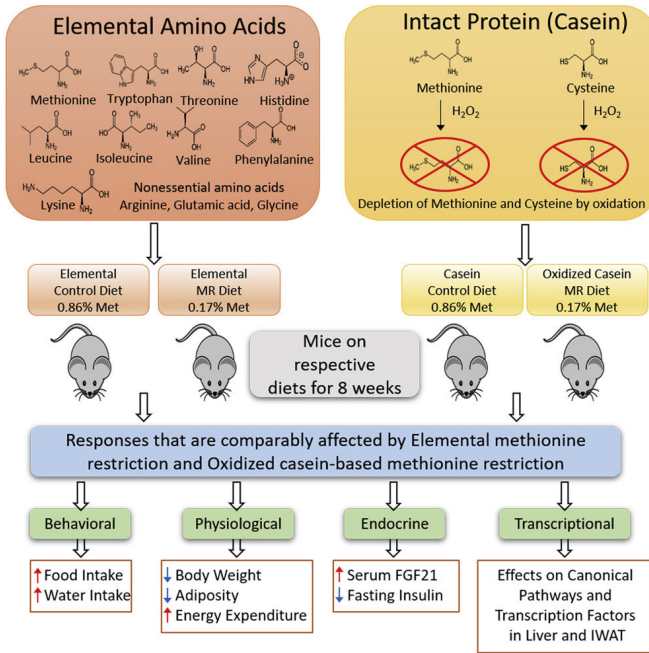 Elemental Amino Acids
Methionine
Tryptophan
Threonine
Histidine
Leucine
Isoleucine
Valine
Phenylalanine
Lysine
Nonessential amino acids
Arginine, Glutamic acid, Glycine
Intact Protein (Casein)
Methionine
Cysteine
H₂O₂
H₂O₂
Depletion of Methionine and Cysteine by oxidation
Elemental
Control Diet
0.86% Met
Elemental
MR Diet
0.17% Met
Casein
Control Diet
0.86% Met
Oxidized Casein
MR Diet
0.17% Met
Mice on
respective
diets for 8 weeks
Responses that are comparably affected by Elemental methionine
restriction and Oxidized casein-based methionine restriction
Behavioral
Physiological
Endocrine
Transcriptional
↑Food Intake
↑Water Intake
↓Body Weight
↓Adiposity
↑Energy Expenditure
↑Serum FGF21
↓Fasting Insulin
Effects on Canonical
Pathways and
Transcription Factors
in Liver and IWAT